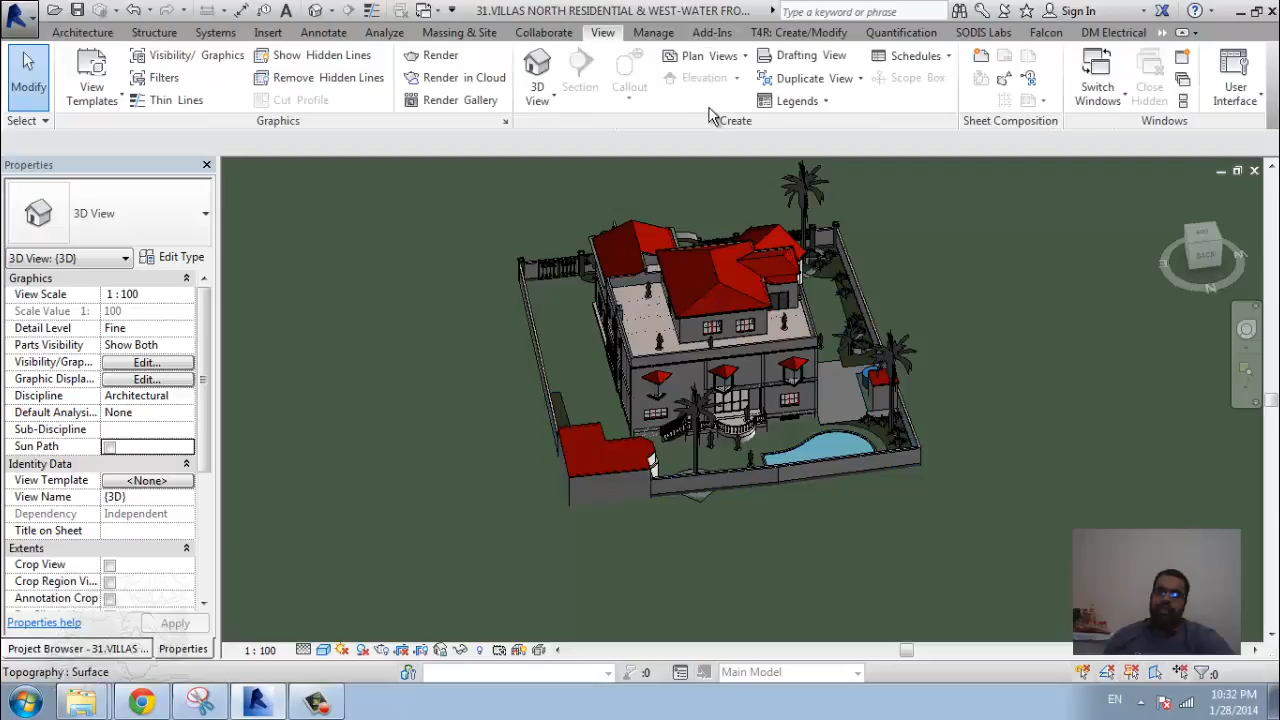 31.VILLAS NORTH RESIDENTIAL & WEST-WATER FRO...
Type a keyword or phrase
Sign In
Architecture Structure Systems Insert Annotate Analyze Massing & Site Collaborate View Manage Add-Ins T4R: Create/Modify Quantification SODIS Labs Falcon DM Electrical
Modify
Select
View Templates
Visibility/ Graphics
Filters
Thin Lines
Show Hidden Lines
Remove Hidden Lines
Cut Profile
Render
Render in Cloud
Render Gallery
Graphics
3D View
Section
Callout
Plan Views
Elevation
Drafting View
Duplicate View
Legends
Schedules
Scope Box
Create
Sheet Composition
Switch Windows
Close Hidden
User Interface
Windows
Properties
3D View
3D View: {3D}
Edit Type
Graphics
View Scale 1 : 100
Scale Value 1: 100
Detail Level Fine
Parts Visibility Show Both
Visibility/Grap... Edit...
Graphic Displa... Edit...
Discipline Architectural
Default Analysi... None
Sub-Discipline
Sun Path
Identity Data
View Template <None>
View Name {3D}
Dependency Independent
Title on Sheet
Extents
Crop View
Crop Region Vi...
Annotation Crop
Properties help
Apply
Project Browser - 31.VILLAS ...
Properties
1 : 100
BACK
N
Topography : Surface
:0
Main Model
:0
EN
10:32 PM
1/28/2014